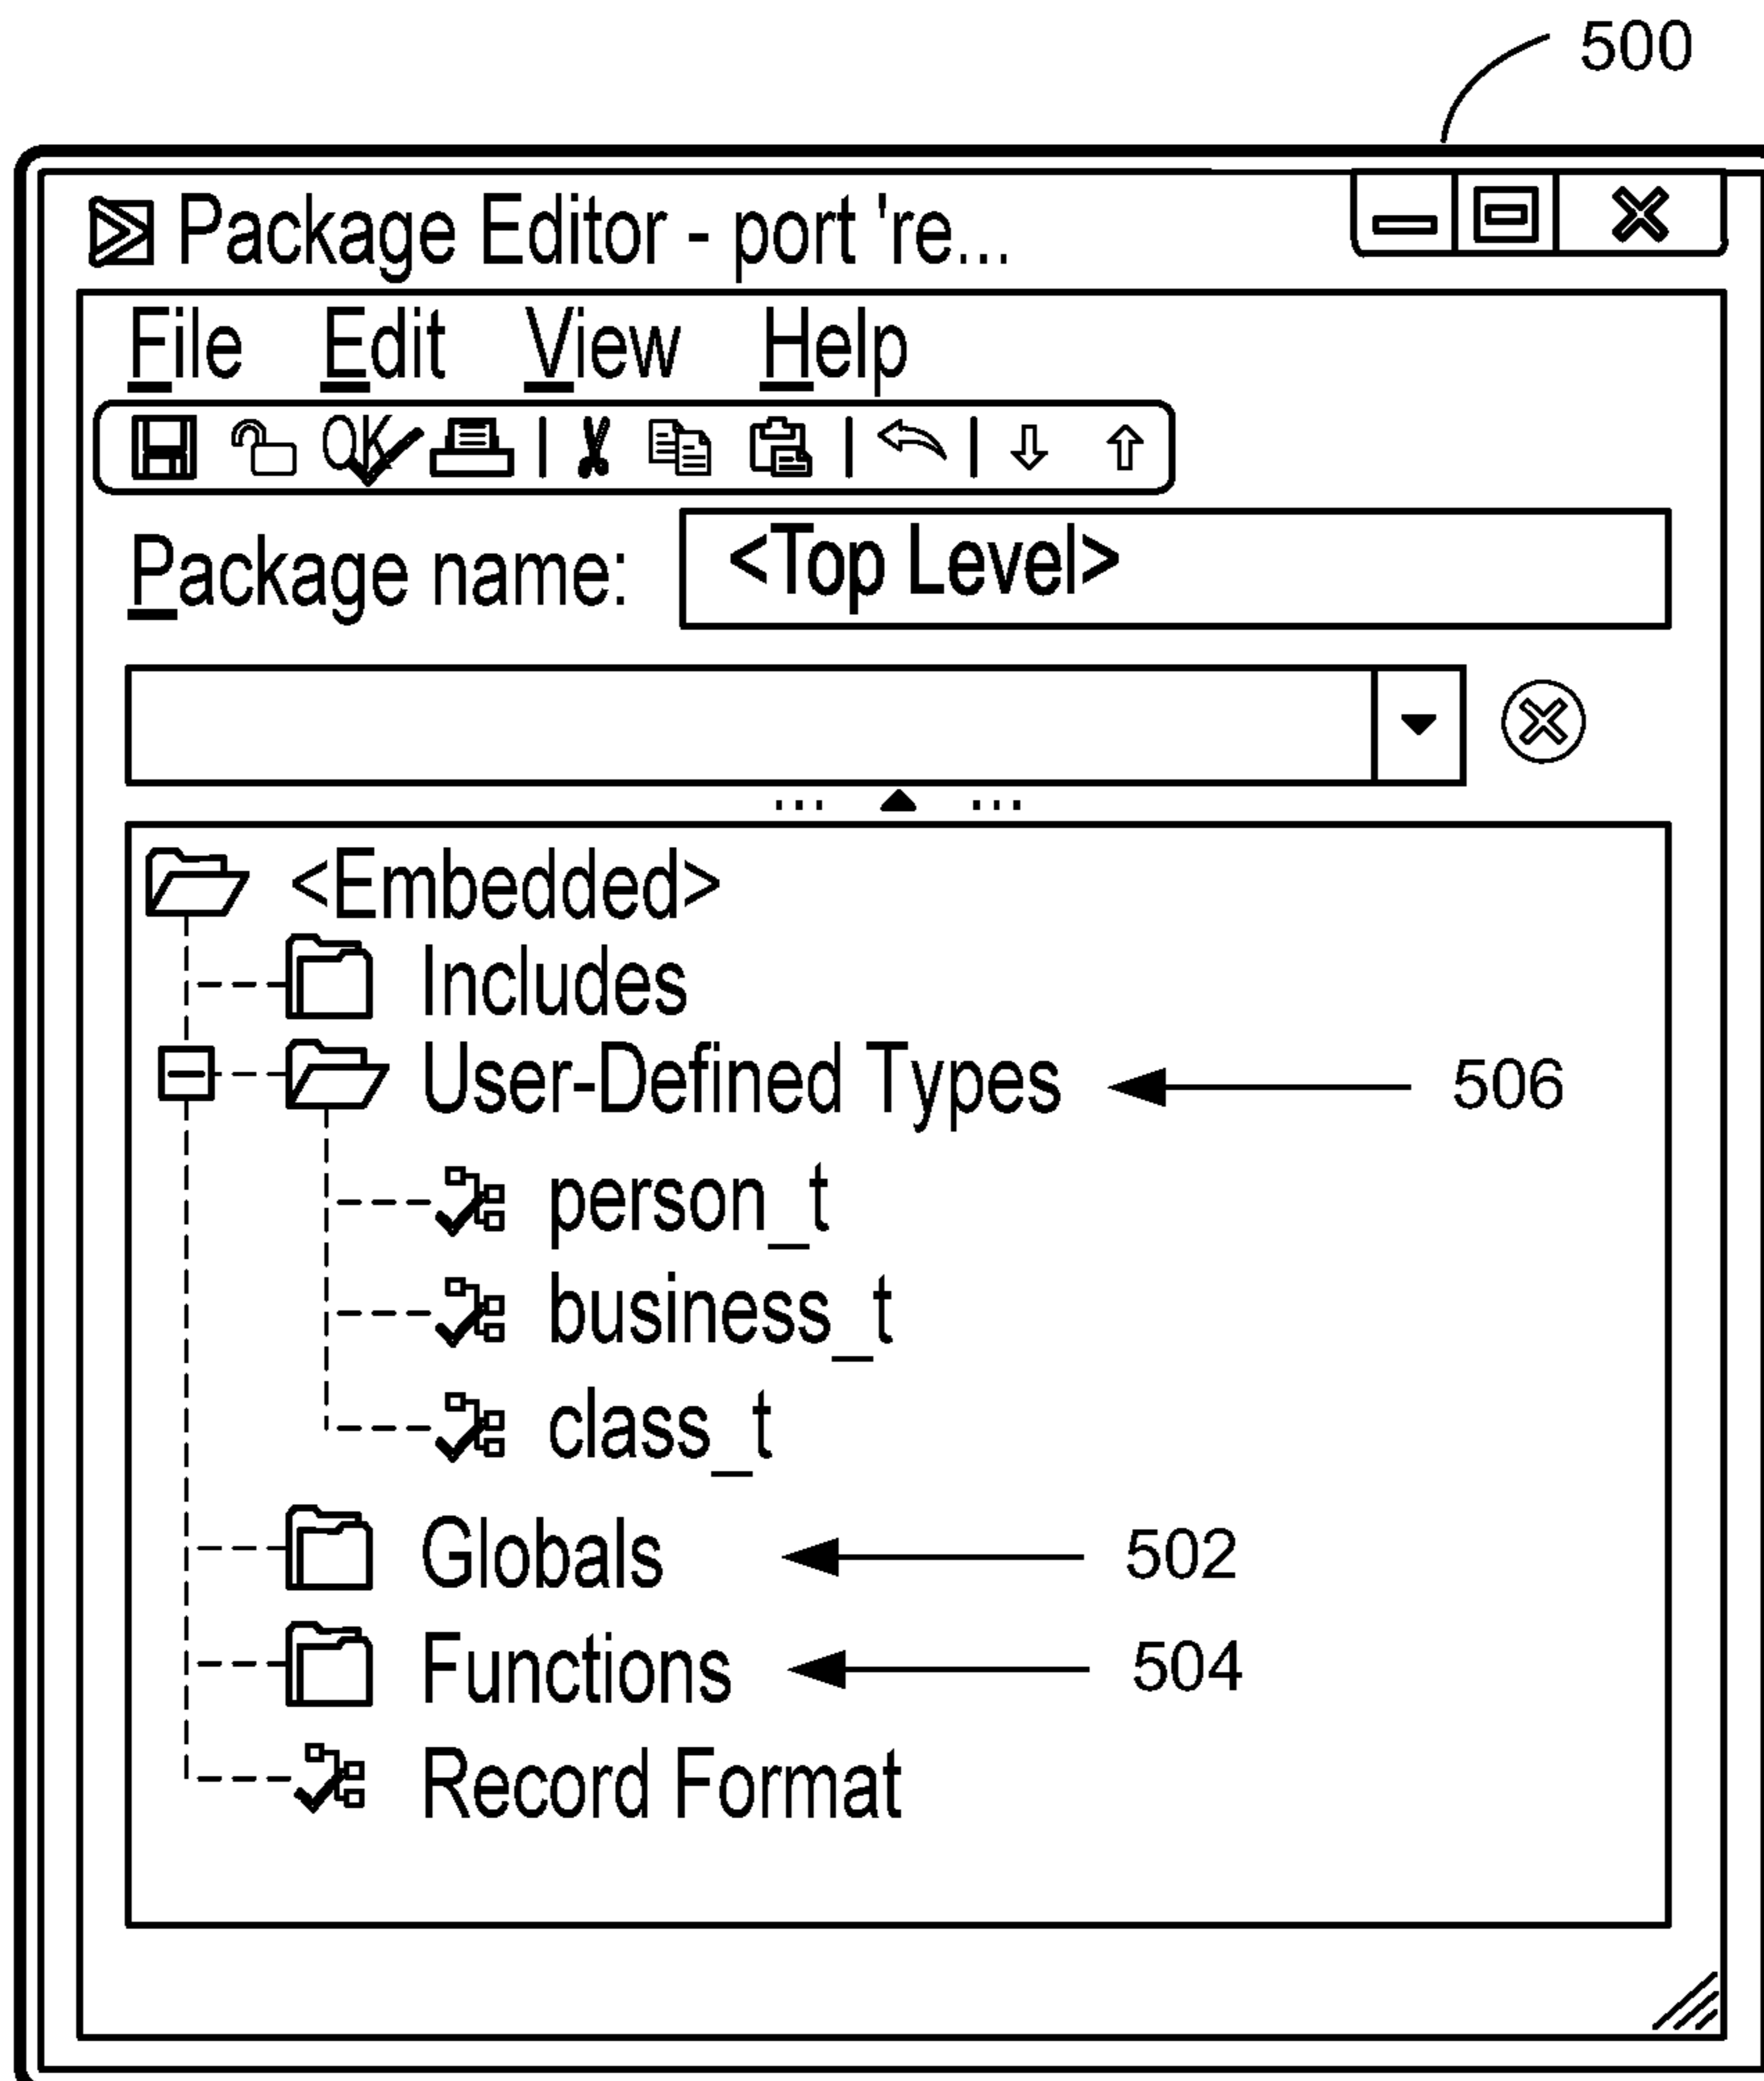 500
Package Editor - port 're...
File Edit View Help
OK
Package name: <Top Level>
... ...
<Embedded>
Includes
User-Defined Types 506
person_t
business_t
class_t
Globals 502
Functions 504
Record Format